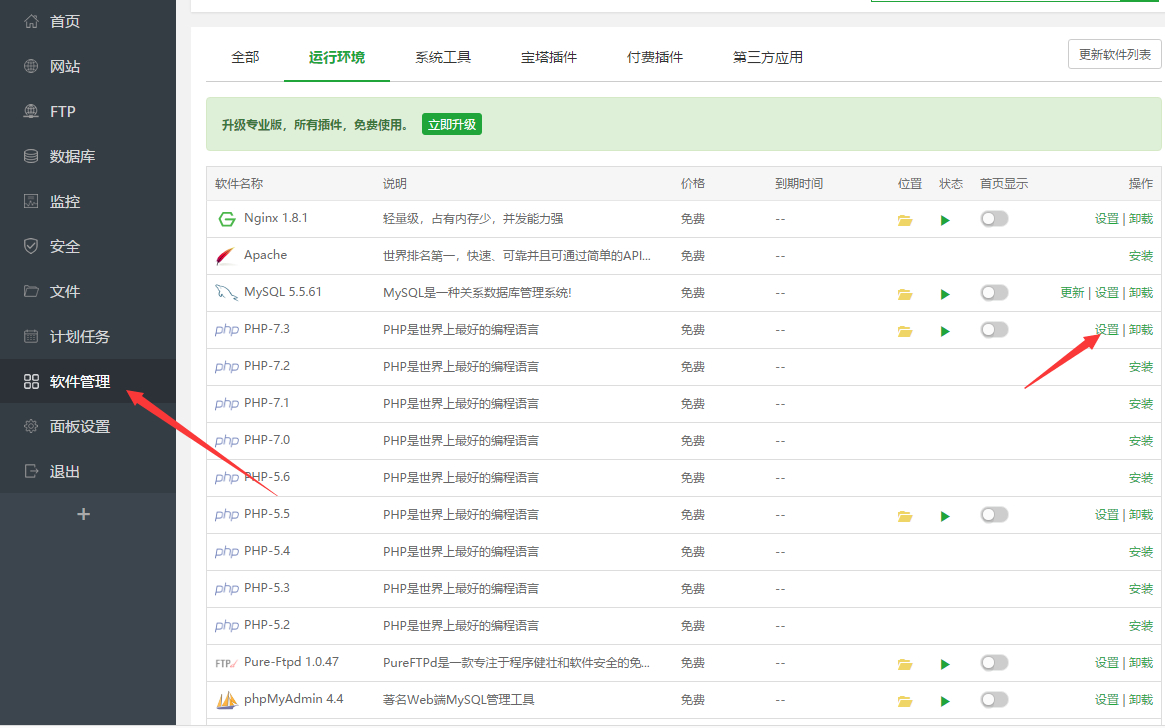 首页
网站
FTP
数据库
监控
安全
文件
计划任务
软件管理
面板设置
退出
+
全部 运行环境 系统工具 宝塔插件 付费插件 第三方应用 更新软件列表
升级专业版，所有插件，免费使用。 立即升级
软件名称 说明 价格 到期时间 位置 状态 首页显示 操作
Nginx 1.8.1 轻量级，占有内存少，并发能力强 免费 -- 设置 | 卸载
Apache 世界排名第一，快速、可靠并且可通过简单的API... 免费 -- 安装
MySQL 5.5.61 MySQL是一种关系数据库管理系统! 免费 -- 更新 | 设置 | 卸载
php PHP-7.3 PHP是世界上最好的编程语言 免费 -- 设置 | 卸载
php PHP-7.2 PHP是世界上最好的编程语言 免费 -- 安装
php PHP-7.1 PHP是世界上最好的编程语言 免费 -- 安装
php PHP-7.0 PHP是世界上最好的编程语言 免费 -- 安装
php PHP-5.6 PHP是世界上最好的编程语言 免费 -- 安装
php PHP-5.5 PHP是世界上最好的编程语言 免费 -- 设置 | 卸载
php PHP-5.4 PHP是世界上最好的编程语言 免费 -- 安装
php PHP-5.3 PHP是世界上最好的编程语言 免费 -- 安装
php PHP-5.2 PHP是世界上最好的编程语言 免费 -- 安装
FTP Pure-Ftpd 1.0.47 PureFTPd是一款专注于程序健壮和软件安全的免... 免费 -- 设置 | 卸载
phpMyAdmin 4.4 著名Web端MySQL管理工具 免费 -- 设置 | 卸载